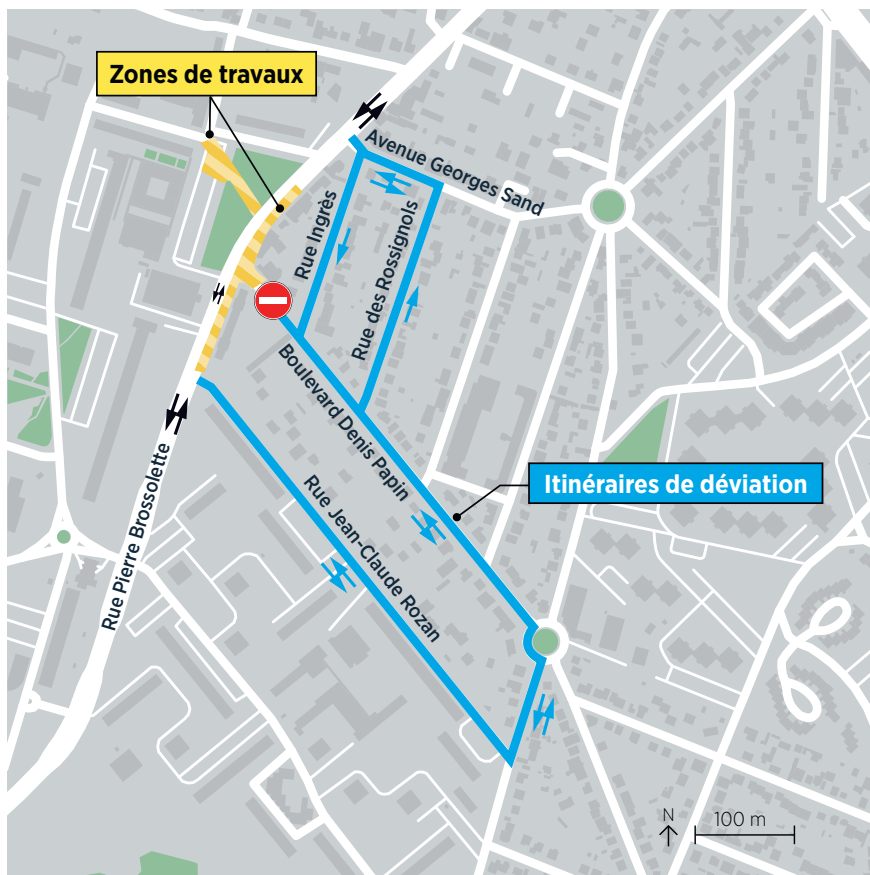 Zones de travaux
Avenue Georges Sand
Rue Ingrès
Rue des Rossignols
Boulevard Denis Papin
Itinéraires de déviation
Rue Jean-Claude Rozan
Rue Pierre Brossolette
N
100 m